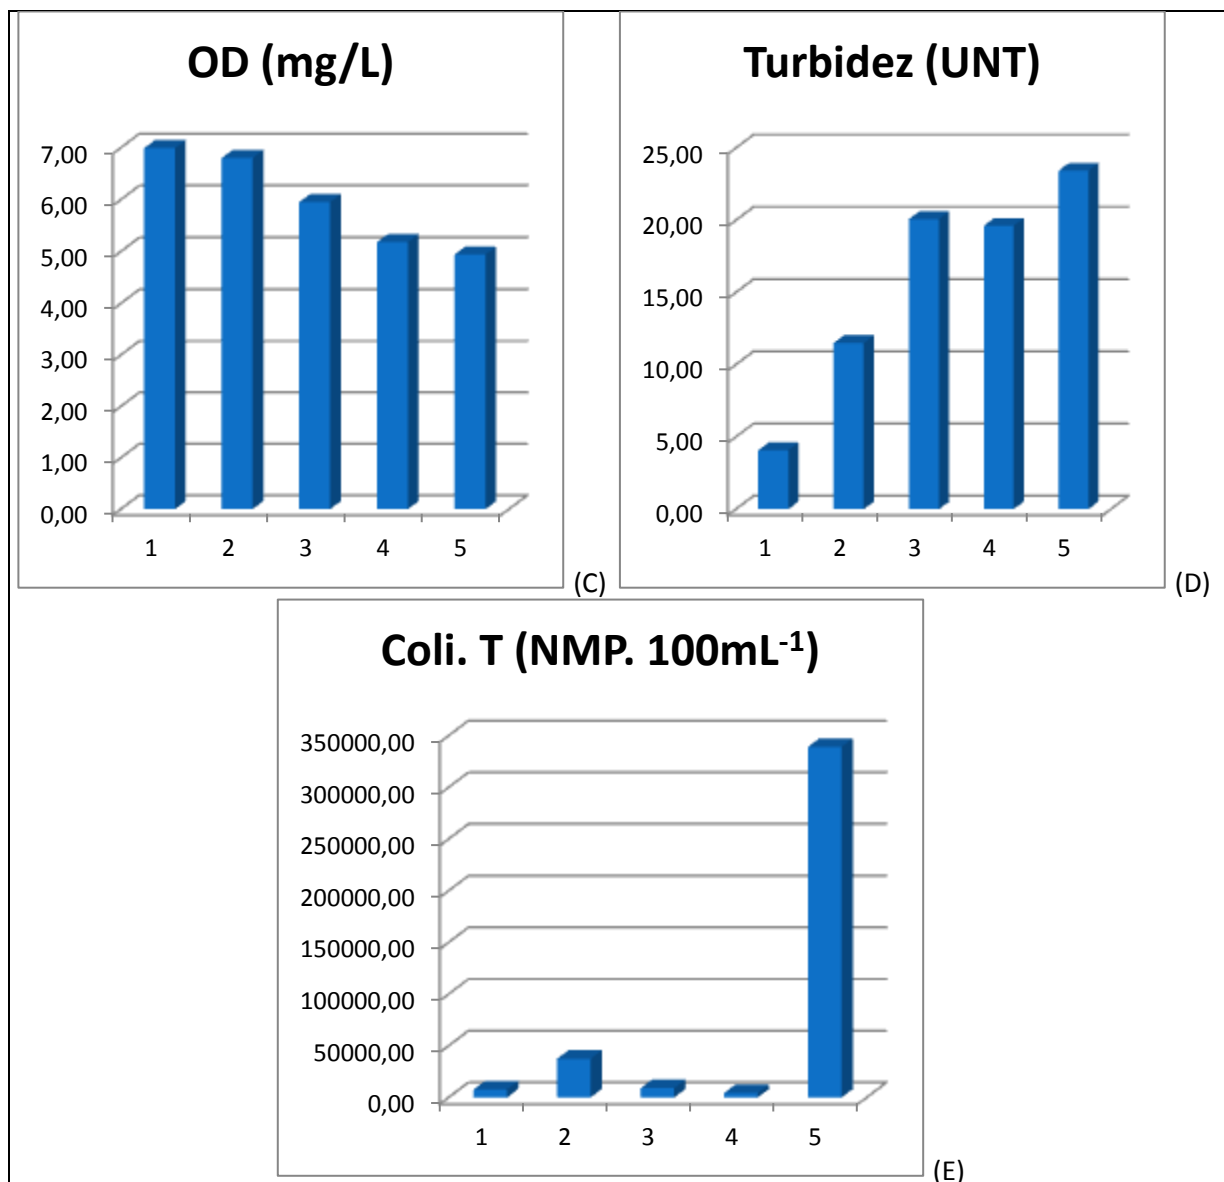 OD (mg/L)
7,00
6,00
5,00
4,00
3,00
2,00
1,00
0,00
1 2 3 4 5
(C)
Turbidez (UNT)
25,00
20,00
15,00
10,00
5,00
0,00
1 2 3 4 5
(D)
Coli. T (NMP. 100mL⁻¹)
350000,00
300000,00
250000,00
200000,00
150000,00
100000,00
50000,00
0,00
1 2 3 4 5
(E)